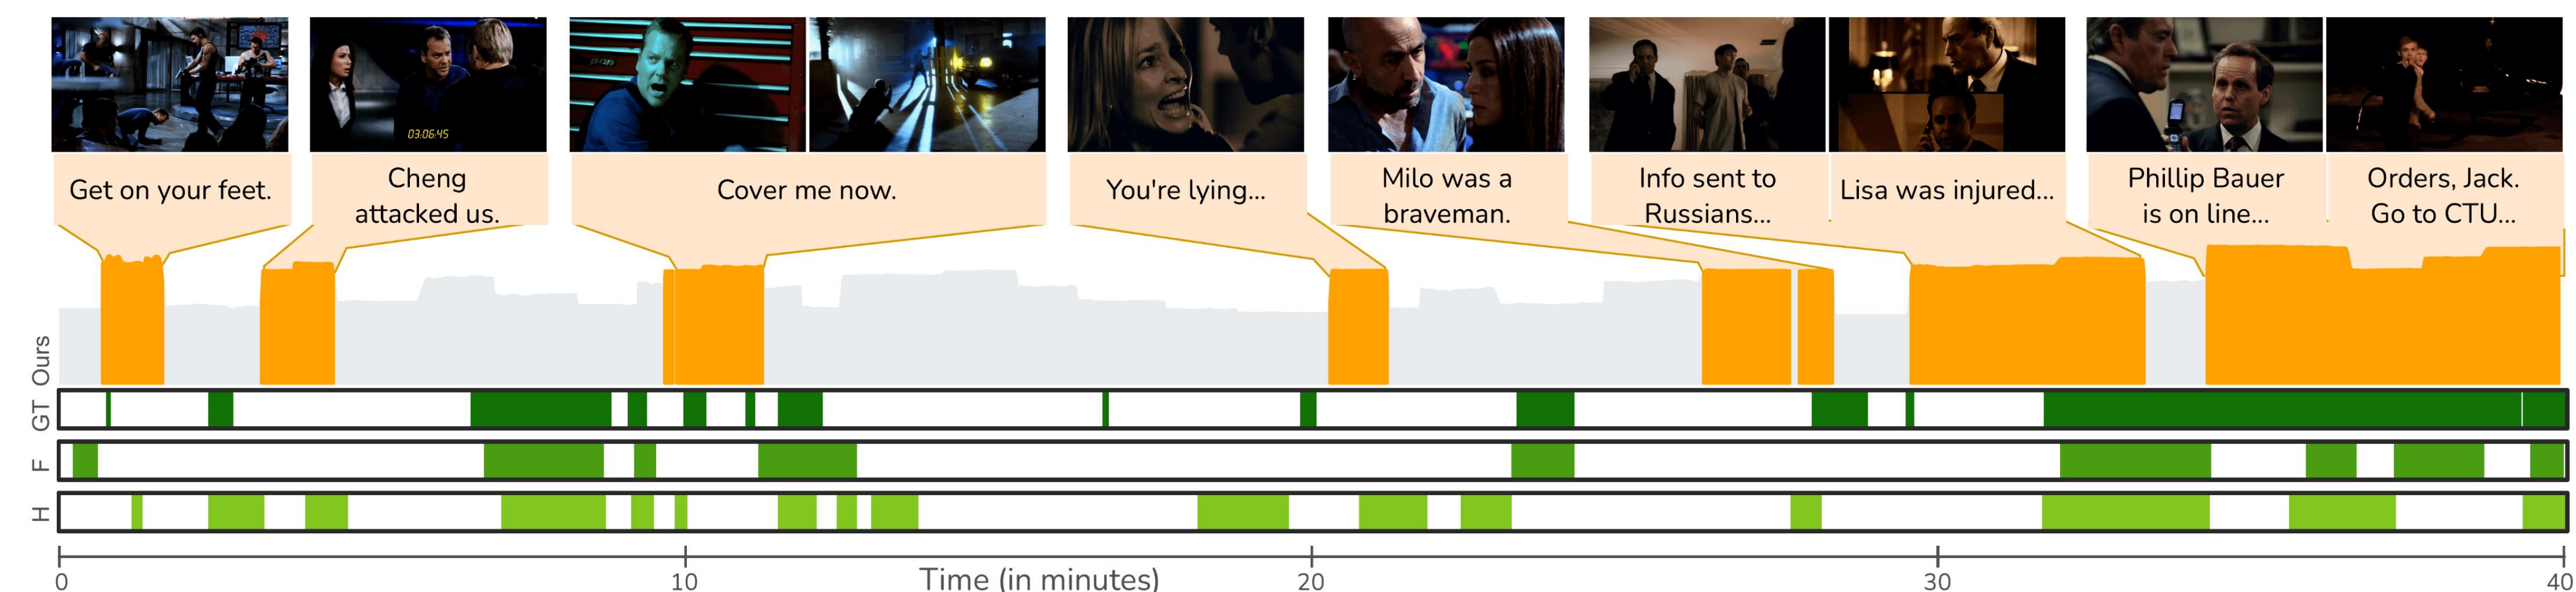 03:06:45
Get on your feet.
Cheng
attacked us.
Cover me now.
You're lying...
Milo was a
braveman.
Info sent to
Russians...
Lisa was injured...
Phillip Bauer
is on line...
Orders, Jack.
Go to CTU...
Ours
GT
F
H
0
10
20
30
40
Time (in minutes)